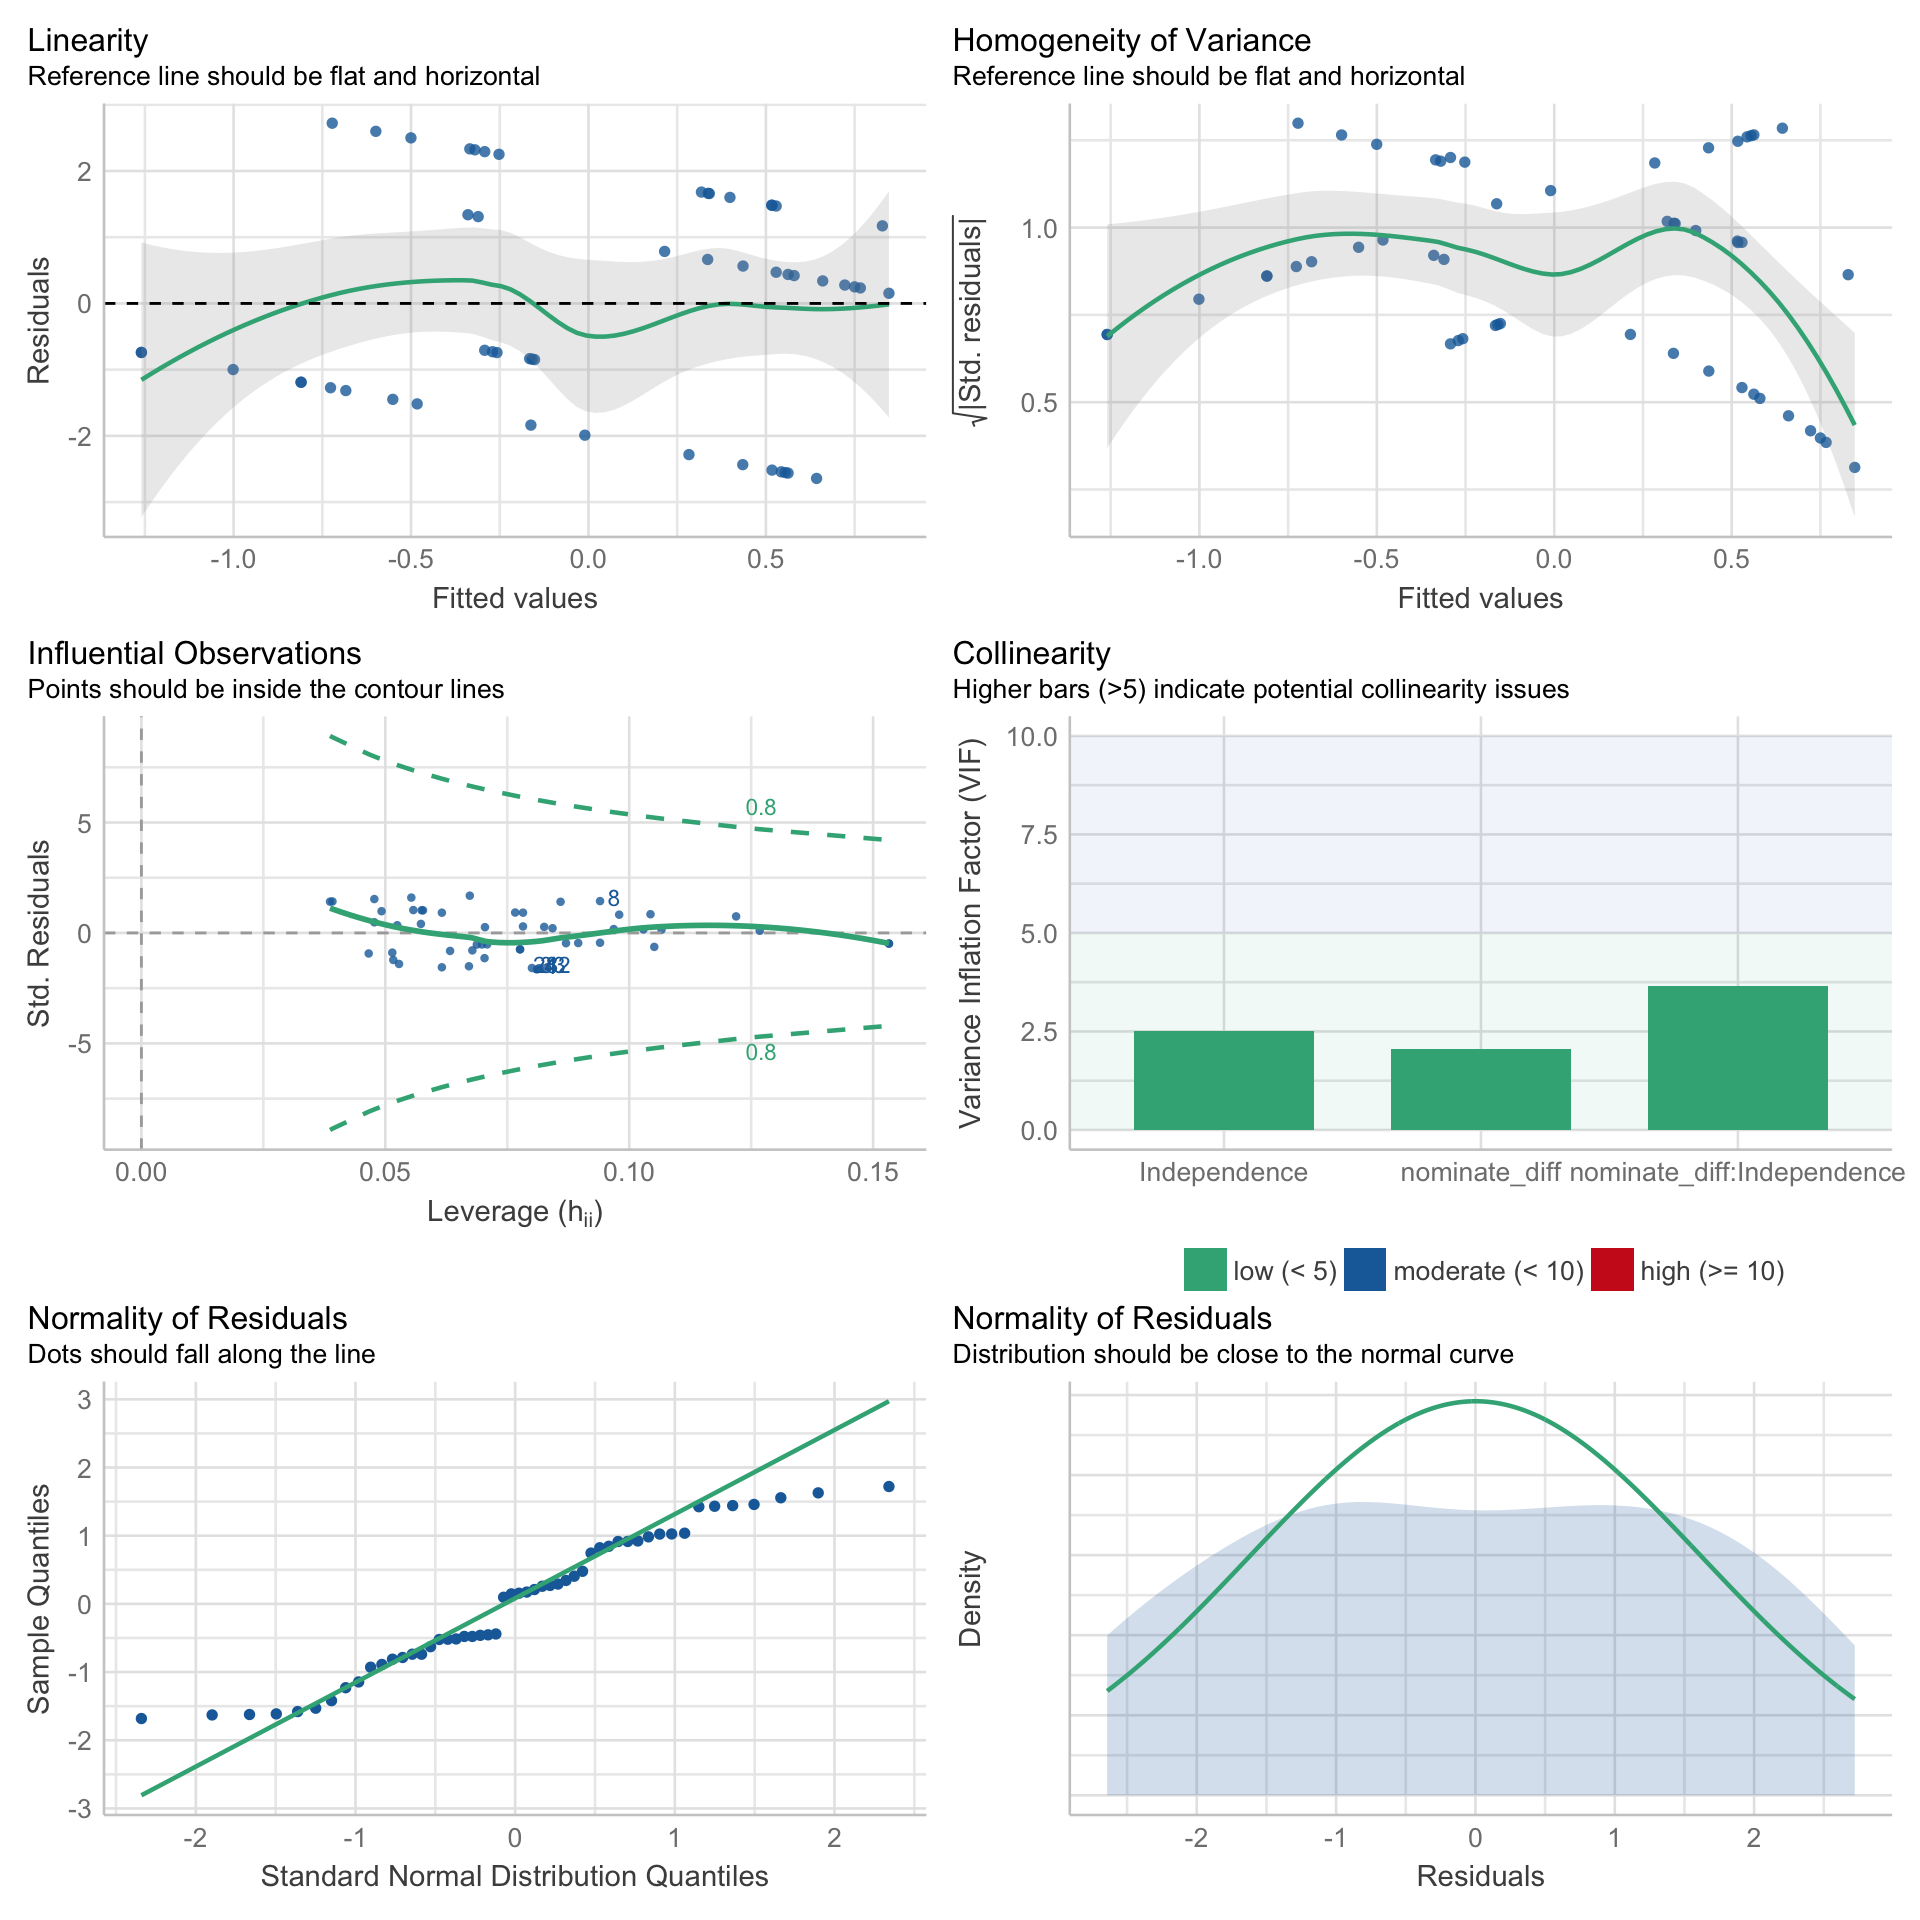 Linearity
Reference line should be flat and horizontal
2
0
-2
Residuals
-1.0
-0.5
0.0
0.5
Fitted values
Homogeneity of Variance
Reference line should be flat and horizontal
1.0
0.5
√|Std. residuals|
-1.0
-0.5
0.0
0.5
Fitted values
Influential Observations
Points should be inside the contour lines
5
0
-5
Std. Residuals
0.8
8
0.8
0.00
0.05
0.10
0.15
Leverage (hii)
Collinearity
Higher bars (>5) indicate potential collinearity issues
10.0
7.5
5.0
2.5
0.0
Variance Inflation Factor (VIF)
Independence
nominate_diff
nominate_diff:Independence
low (< 5)
moderate (< 10)
high (>= 10)
Normality of Residuals
Dots should fall along the line
3
2
1
0
-1
-2
-3
Sample Quantiles
-2
-1
0
1
2
Standard Normal Distribution Quantiles
Normality of Residuals
Distribution should be close to the normal curve
Density
-2
-1
0
1
2
Residuals